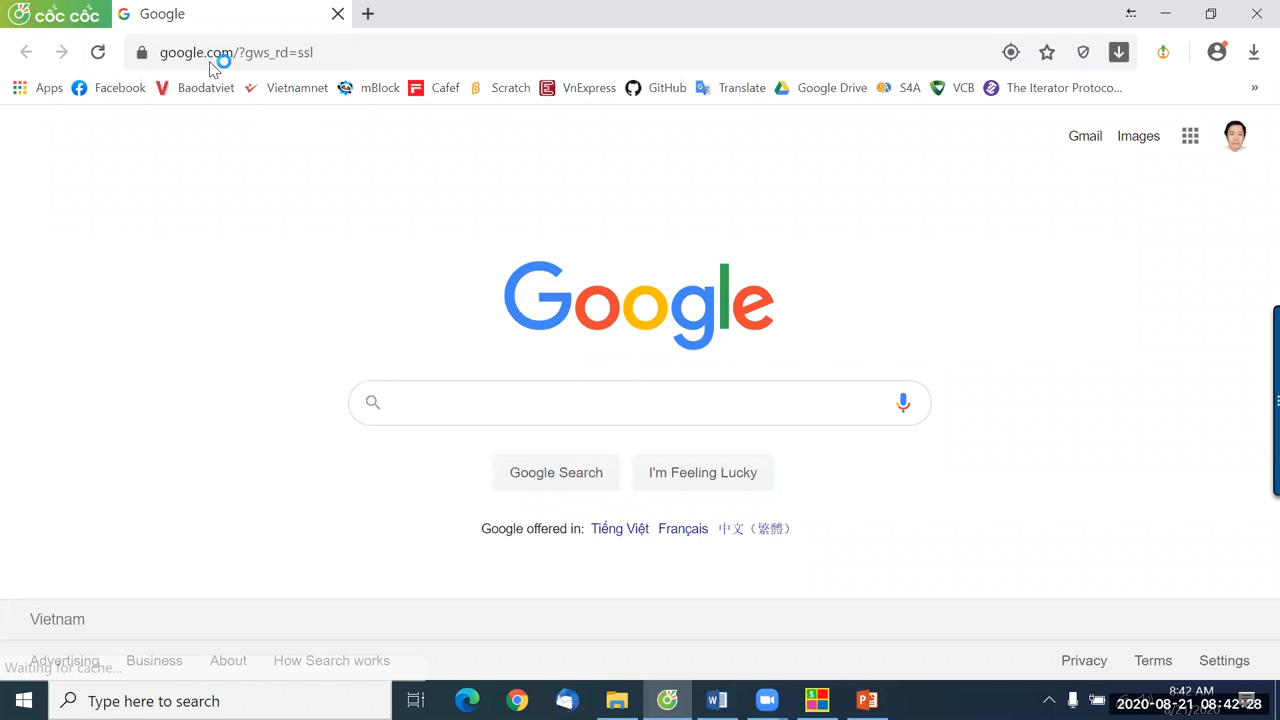 cốc cốc Google
google.com/?gws_rd=ssl
Apps Facebook Baodatviet Vietnamnet mBlock Cafef Scratch VnExpress GitHub Translate Google Drive S4A VCB The Iterator Protoco... »
Gmail Images
Google
Google Search I'm Feeling Lucky
Google offered in: Tiếng Việt Français 中文（繁體）
Vietnam
Advertising Business About How Search works Privacy Terms Settings
Waiting for cache...
Type here to search
8:42 AM
2020-08-21 08:42:28